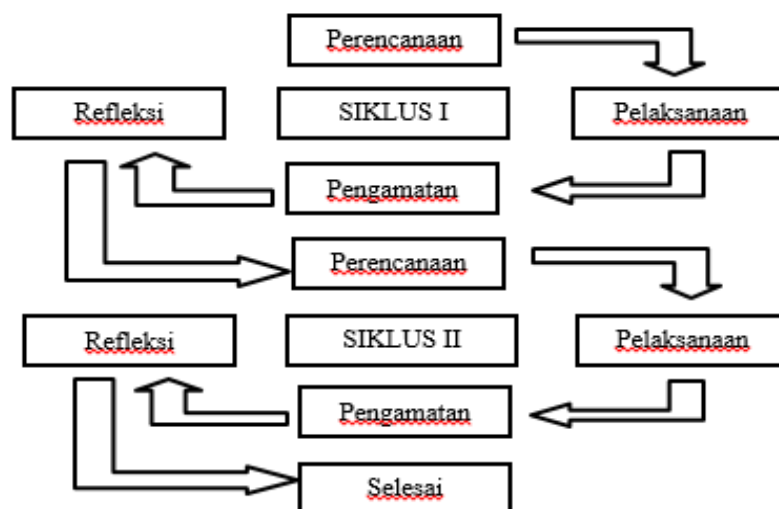 Perencanaan
Refleksi
SIKLUS I
Pelaksanaan
Pengamatan
Perencanaan
Refleksi
SIKLUS II
Pelaksanaan
Pengamatan
Selesai